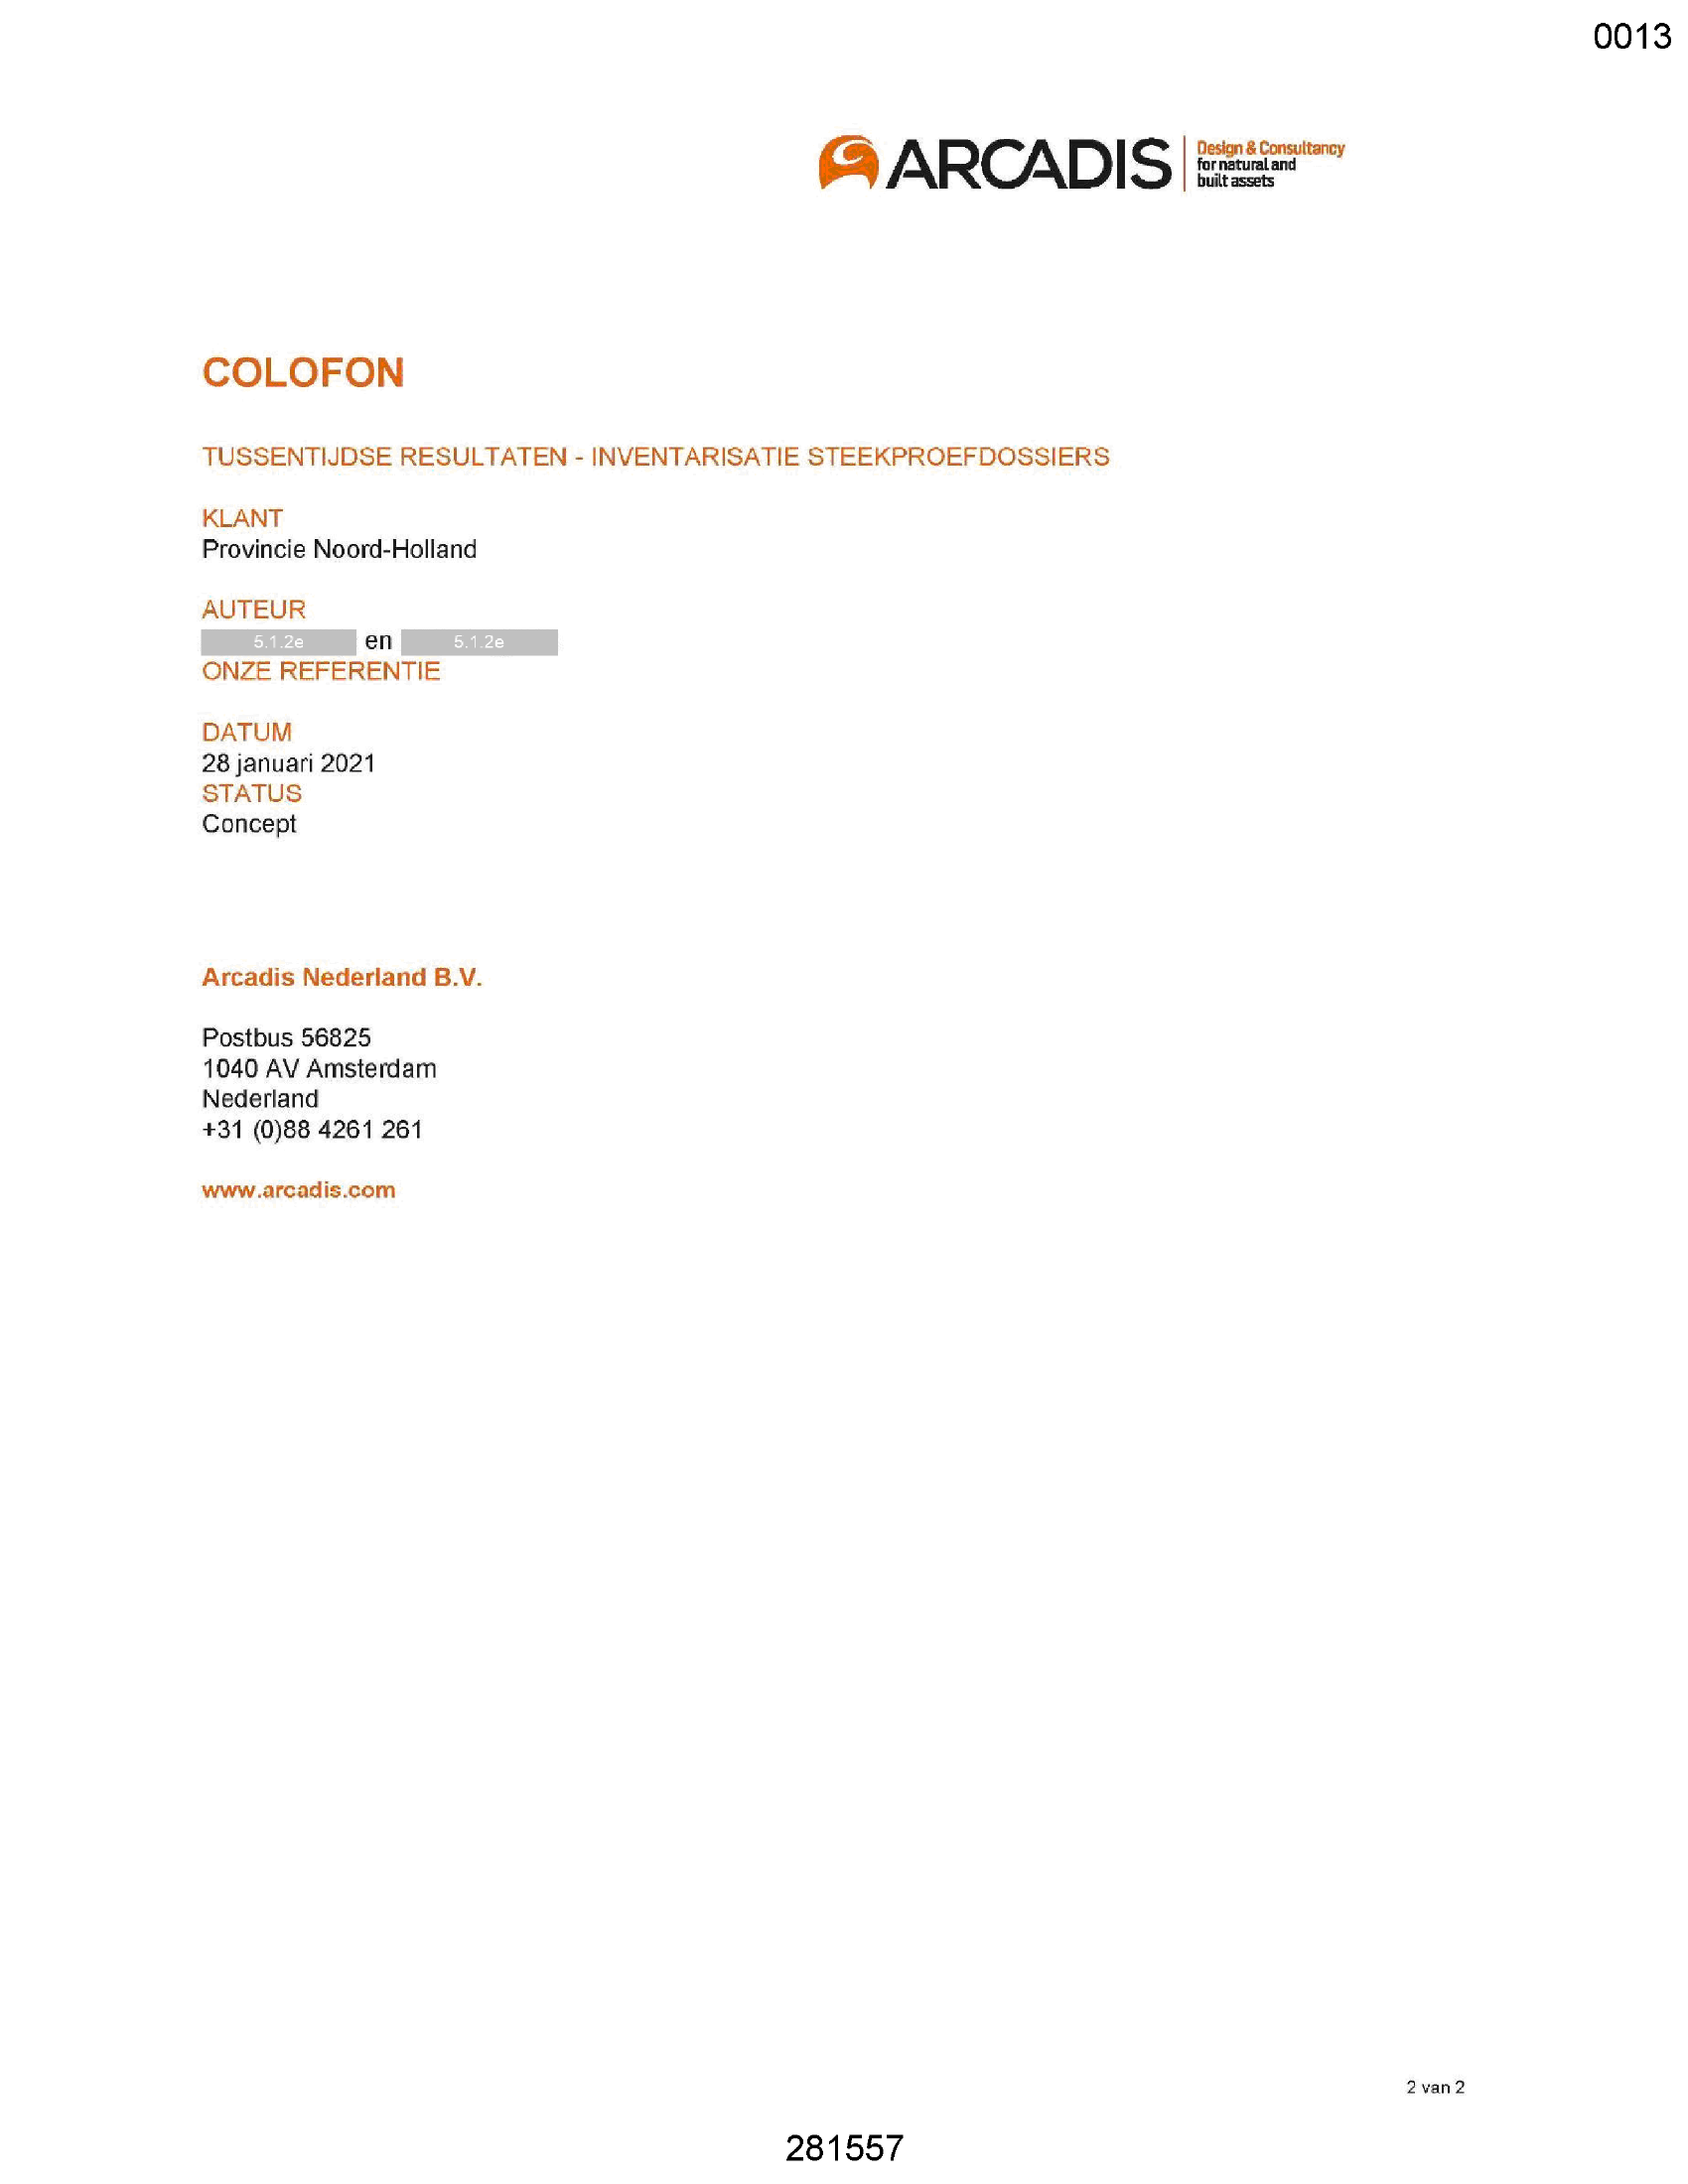 0013
ARCADIS
Design & Consultancy
for natural and
built assets
COLOFON
TUSSENTIJDSE RESULTATEN - INVENTARISATIE STEEKPROEFDOSSIERS
KLANT
Provincie Noord-Holland
AUTEUR
5.1.2e en 5.1.2e
ONZE REFERENTIE
DATUM
28 januari 2021
STATUS
Concept
Arcadis Nederland B.V.
Postbus 56825
1040 AV Amsterdam
Nederland
+31 (0)88 4261 261
www.arcadis.com
2 van 2
281557